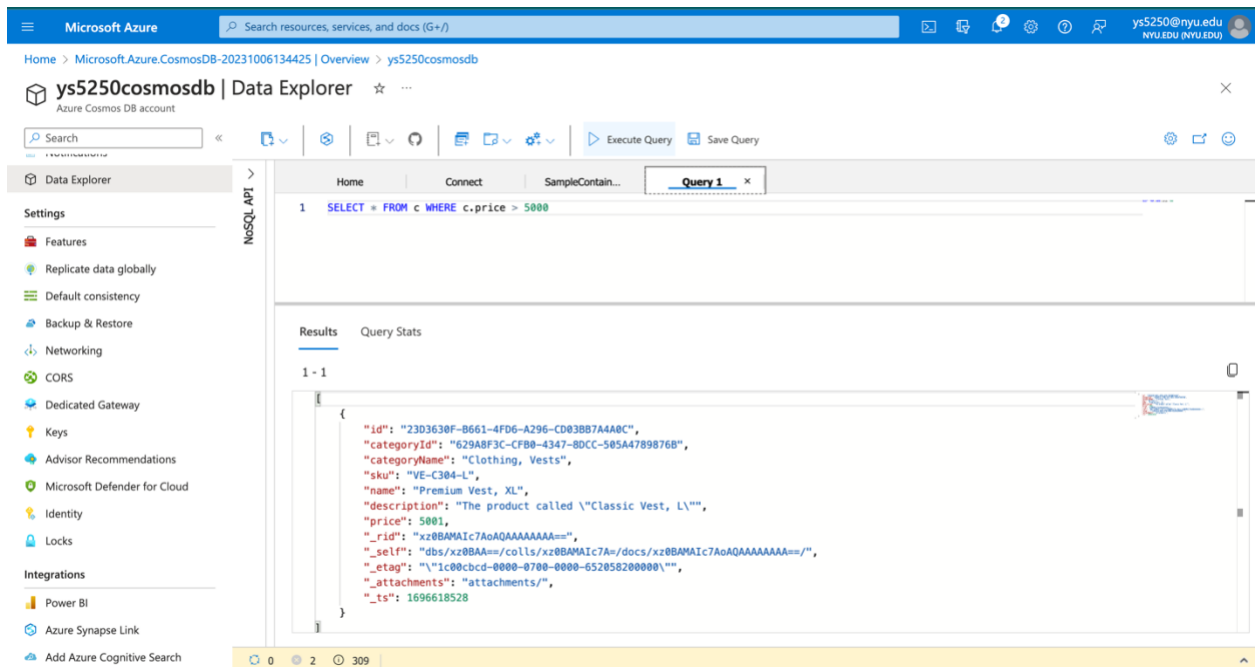 Microsoft Azure
Search resources, services, and docs (G+/)
2
ys5250@nyu.edu
NYU.EDU (NYU.EDU)
Home > Microsoft.Azure.CosmosDB-20231006134425 | Overview > ys5250cosmosdb
ys5250cosmosdb | Data Explorer
Azure Cosmos DB account
Search
Execute Query
Save Query
Notifications
Data Explorer
Settings
Features
Replicate data globally
Default consistency
Backup & Restore
Networking
CORS
Dedicated Gateway
Keys
Advisor Recommendations
Microsoft Defender for Cloud
Identity
Locks
Integrations
Power BI
Azure Synapse Link
Add Azure Cognitive Search
NoSQL API
Home Connect SampleContain... Query 1
1 SELECT * FROM c WHERE c.price > 5000
Results Query Stats
1 - 1
[
{
"id": "23D3630F-B661-4FD6-A296-CD03BB7A4A0C",
"categoryId": "629A8F3C-CFB0-4347-8DCC-505A4789876B",
"categoryName": "Clothing, Vests",
"sku": "VE-C304-L",
"name": "Premium Vest, XL",
"description": "The product called \"Classic Vest, L\"",
"price": 5001,
"_rid": "xz0BAMAIc7AoAQAAAAAAAA==",
"_self": "dbs/xz0BAA==/colls/xz0BAMAIc7A=/docs/xz0BAMAIc7AoAQAAAAAAAA==/",
"_etag": "\"1c00cbcd-0000-0700-0000-652058200000\"",
"_attachments": "attachments/",
"_ts": 1696618528
}
]
0 2 309